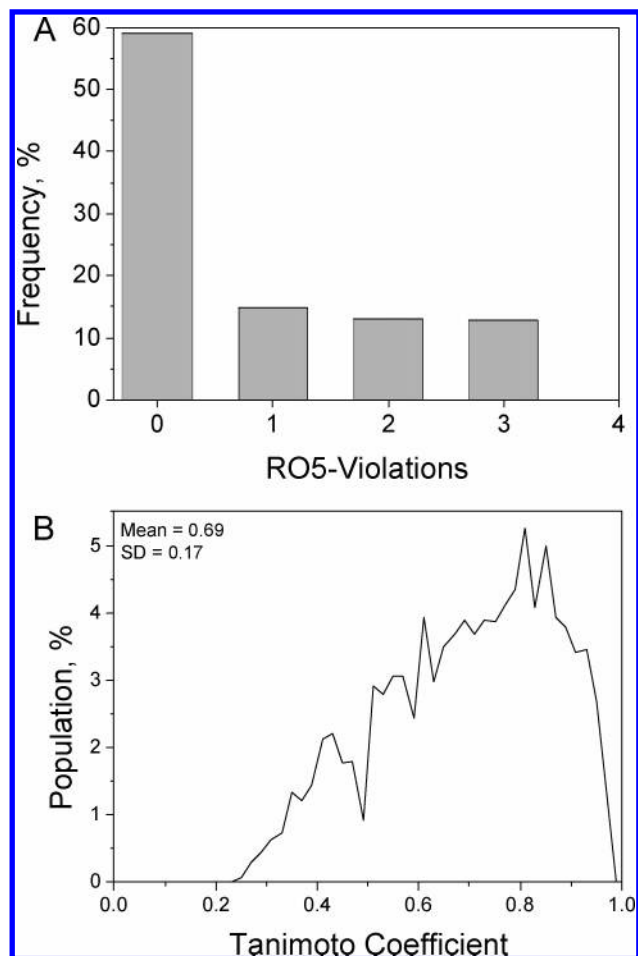 A
60
50
40
30
20
10
0
Frequency, %
0 1 2 3 4
RO5-Violations
B
Mean = 0.69
SD = 0.17
5
4
3
2
1
0
Population, %
0.0 0.2 0.4 0.6 0.8 1.0
Tanimoto Coefficient